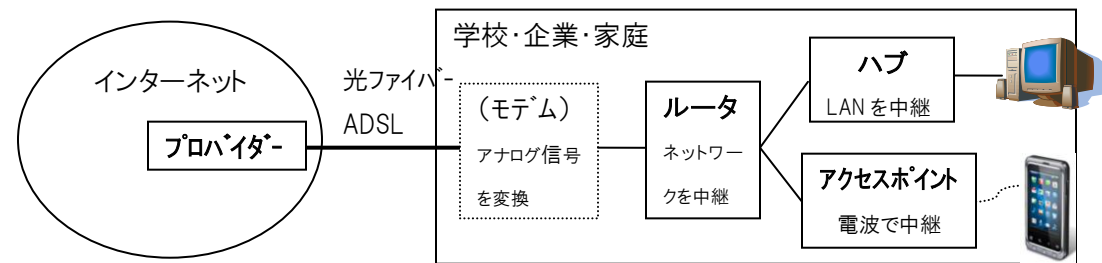 学校・企業・家庭
インターネット
プロバイダー
光ファイバー
ADSL
(モデム)
アナログ信号
を変換
ルータ
ネットワー
クを中継
ハブ
LANを中継
アクセスポイント
電波で中継